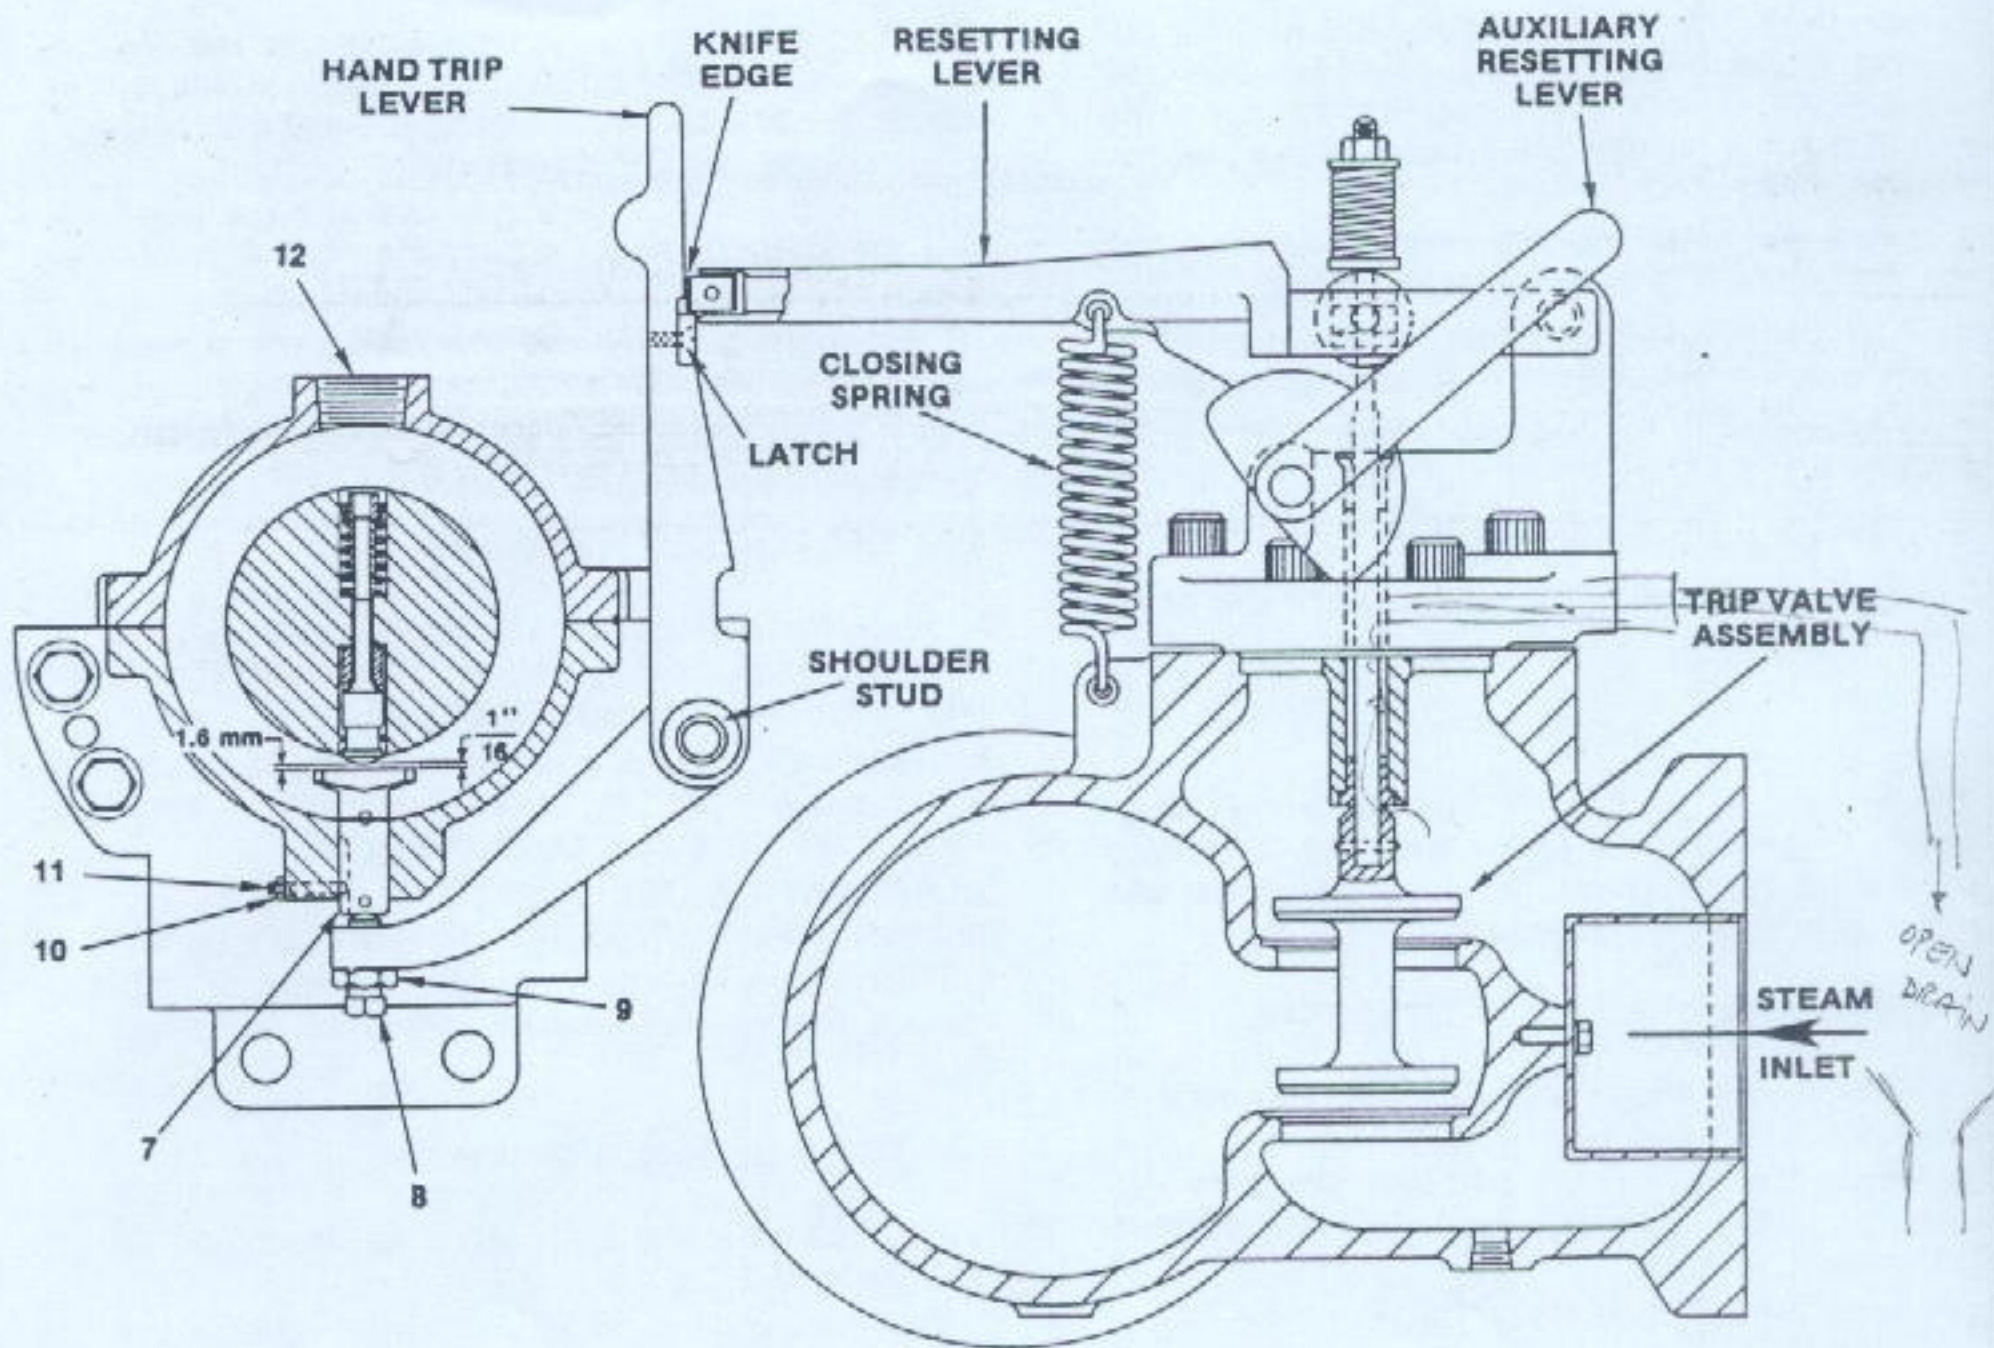 KNIFE
EDGE
RESETTING
LEVER
AUXILIARY
RESETTING
LEVER
HAND TRIP
LEVER
12
CLOSING
SPRING
LATCH
TRIP VALVE
ASSEMBLY
SHOULDER
STUD
1.6 mm
1"
16
11
10
9
7
8
STEAM
INLET
OPEN
DRAIN